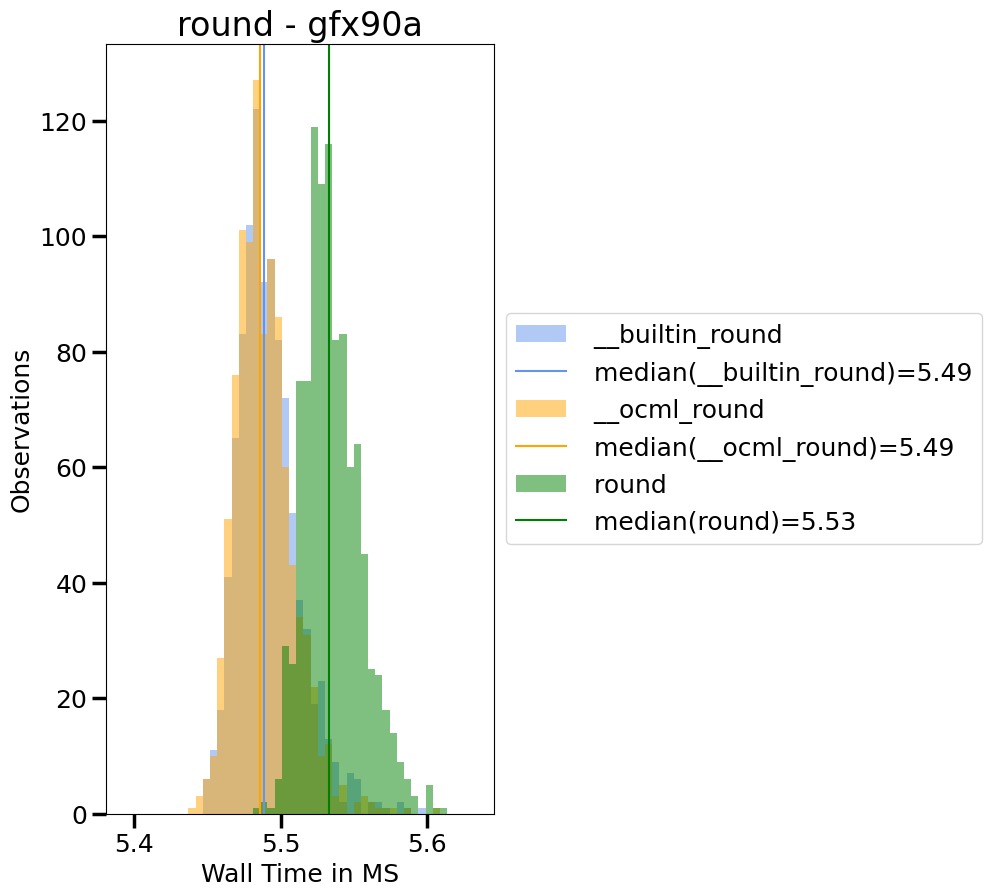 round - gfx90a
120
100
80
60
40
20
0
Observations
5.4 5.5 5.6
Wall Time in MS
__builtin_round
median(__builtin_round)=5.49
__ocml_round
median(__ocml_round)=5.49
round
median(round)=5.53